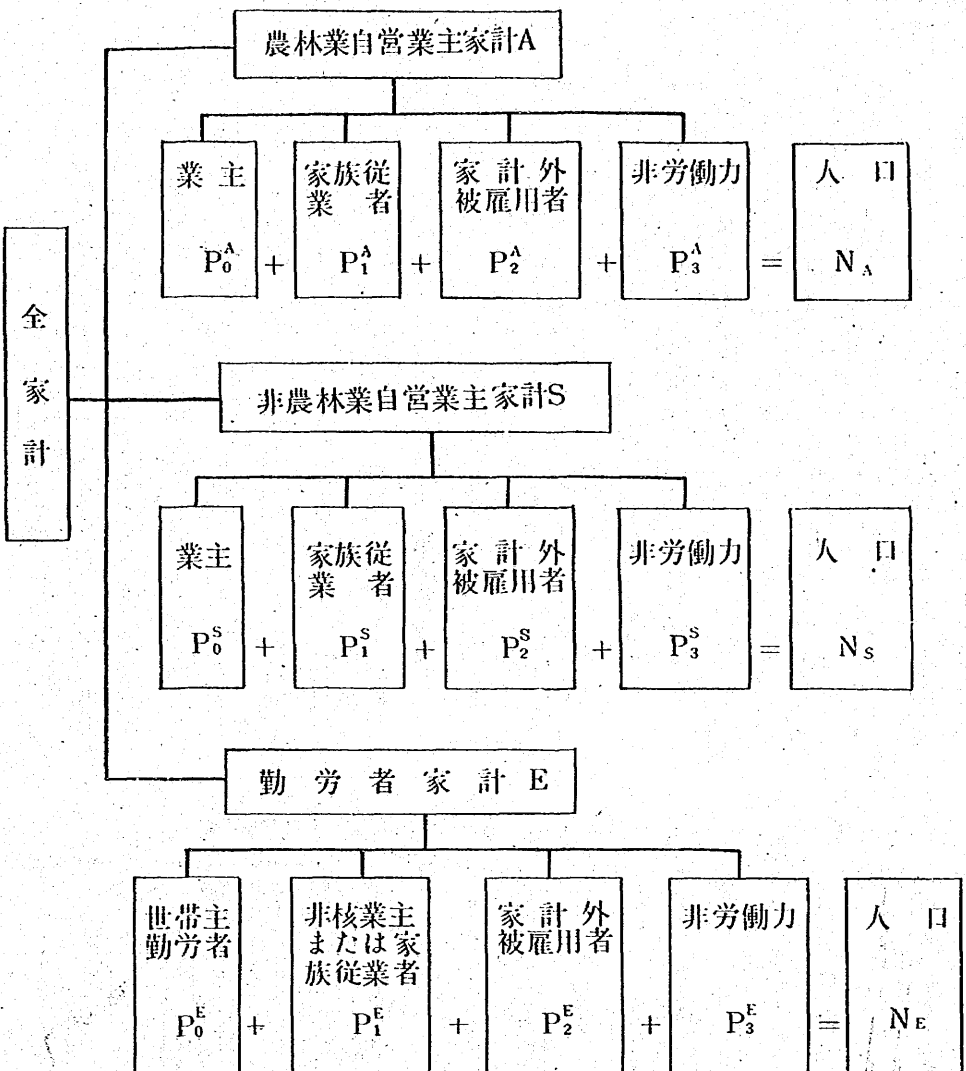 農林業自営業主家計A
業主
P₀ᴬ
+
家族従
業者
P₁ᴬ
+
家計外
被雇用者
P₂ᴬ
+
非労働力
P₃ᴬ
=
人口
N_A
全家計
非農林業自営業主家計S
業主
P₀ˢ
+
家族従
業者
P₁ˢ
+
家計外
被雇用者
P₂ˢ
+
非労働力
P₃ˢ
=
人口
N_S
勤労者家計E
世帯主
勤労者
P₀ᴱ
+
非核業主
または家
族従業者
P₁ᴱ
+
家計外
被雇用者
P₂ᴱ
+
非労働力
P₃ᴱ
=
人口
N_E